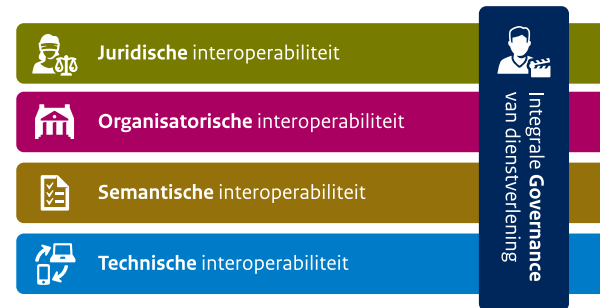 Juridische interoperabiliteit
Organisatorische interoperabiliteit
Semantische interoperabiliteit
Technische interoperabiliteit
Integrale Governance
van dienstverlening